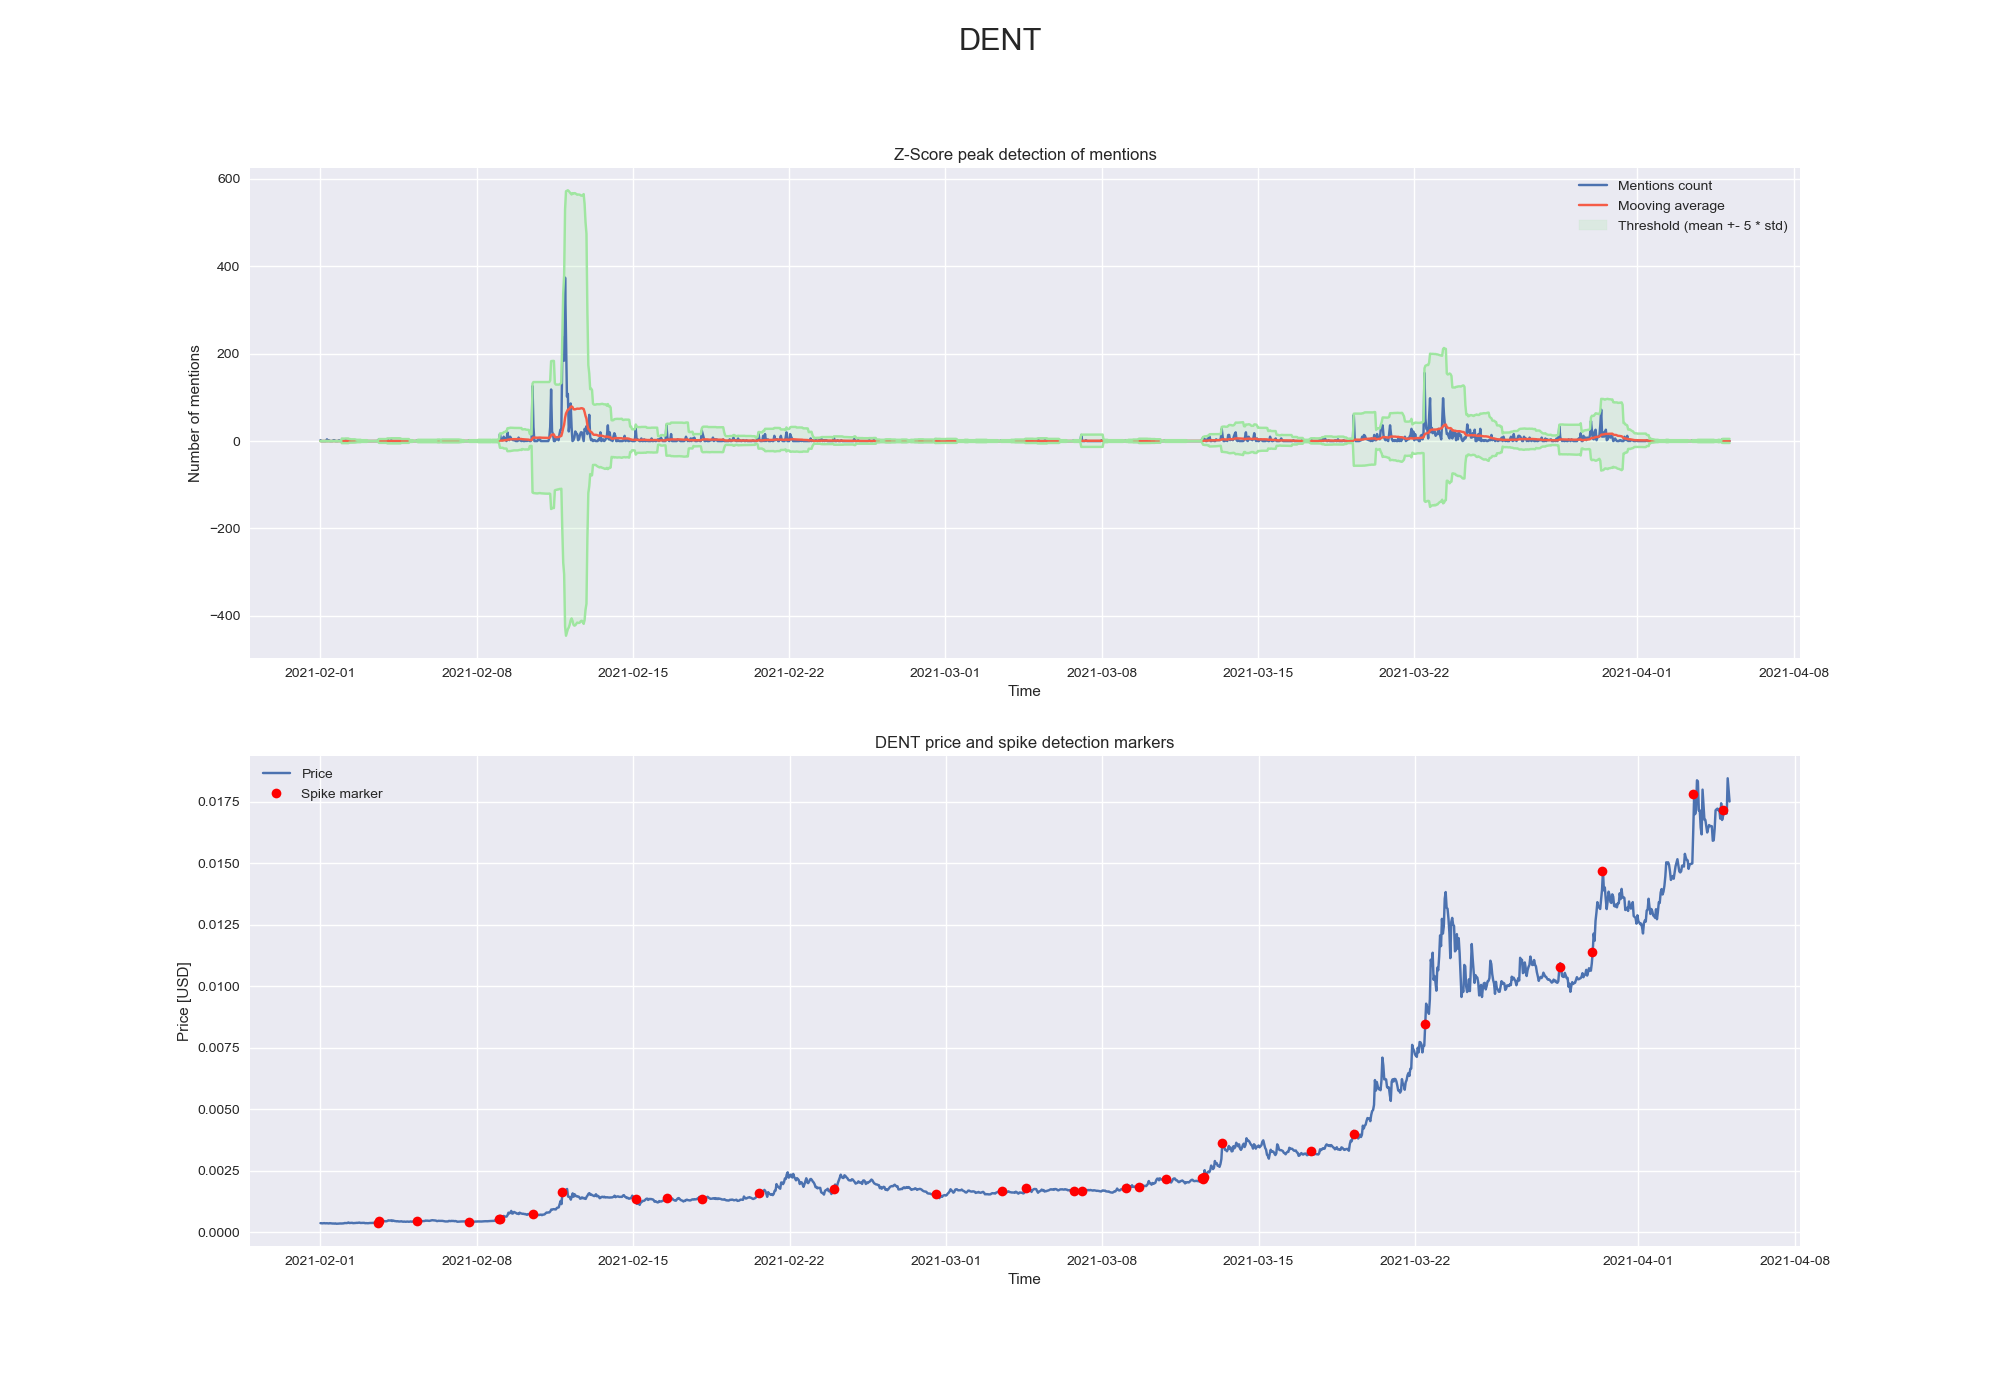 DENT
Z-Score peak detection of mentions
Mentions count
Mooving average
Threshold (mean +- 5 * std)
Number of mentions
600
400
200
0
−200
−400
2021-02-01 2021-02-08 2021-02-15 2021-02-22 2021-03-01 2021-03-08 2021-03-15 2021-03-22 2021-04-01 2021-04-08
Time
DENT price and spike detection markers
Price
Spike marker
Price [USD]
0.0175
0.0150
0.0125
0.0100
0.0075
0.0050
0.0025
0.0000
2021-02-01 2021-02-08 2021-02-15 2021-02-22 2021-03-01 2021-03-08 2021-03-15 2021-03-22 2021-04-01 2021-04-08
Time